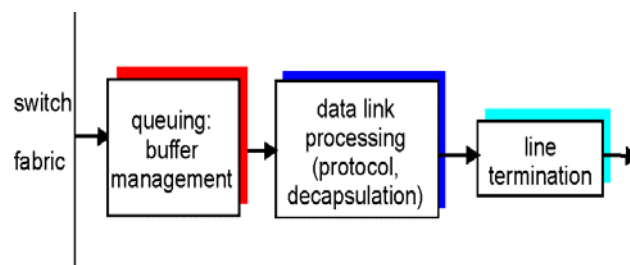 switch
fabric
queuing:
buffer
management
data link
processing
(protocol,
decapsulation)
line
termination